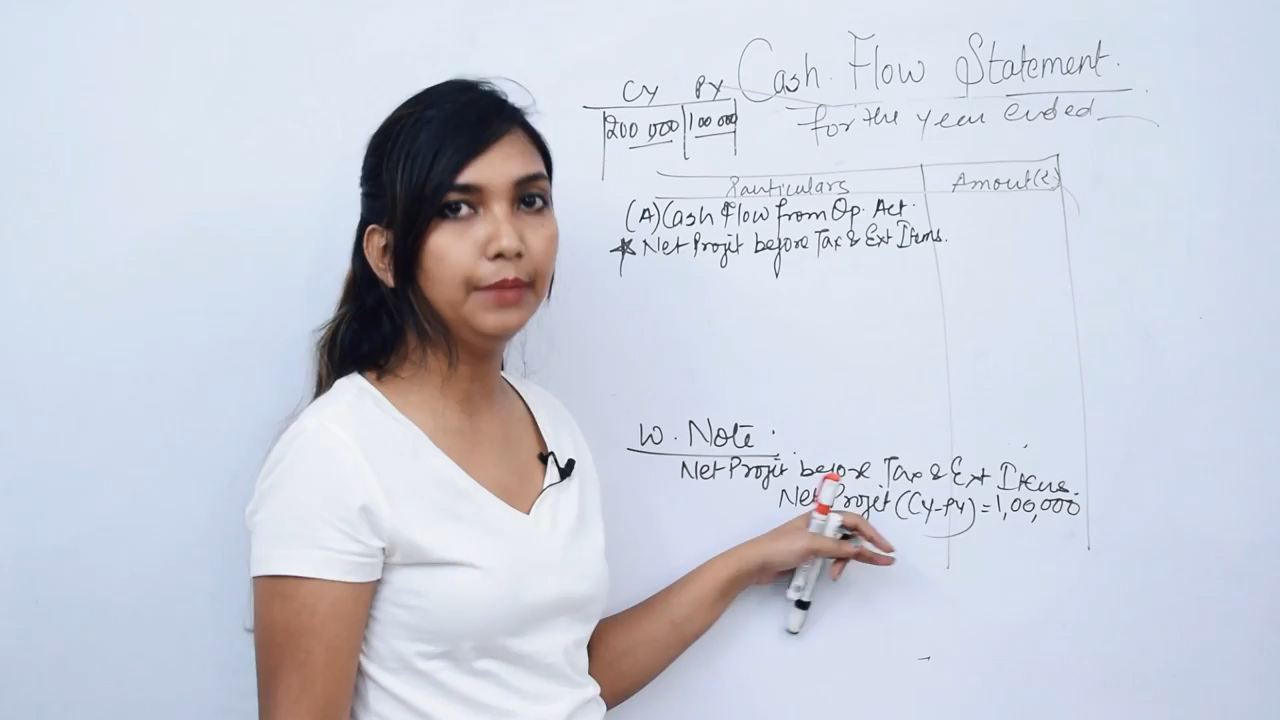 Cash Flow Statement.
for the year ended
CY PY
200 000 100 000
Particulars Amount(₹)
(A) Cash Flow from Op. Act.
Net Profit before Tax & Ext Items.
W. Note
Net Profit before Tax & Ext Items.
Net Profit (Cy-Py) = 1,00,000